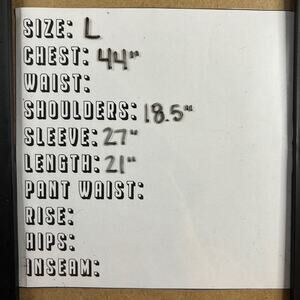 SIZE: L
CHEST: 44"
WAIST:
SHOULDERS: 18.5"
SLEEVE: 27"
LENGTH: 21"
PANT WAIST:
RISE:
HIPS:
INSEAM: